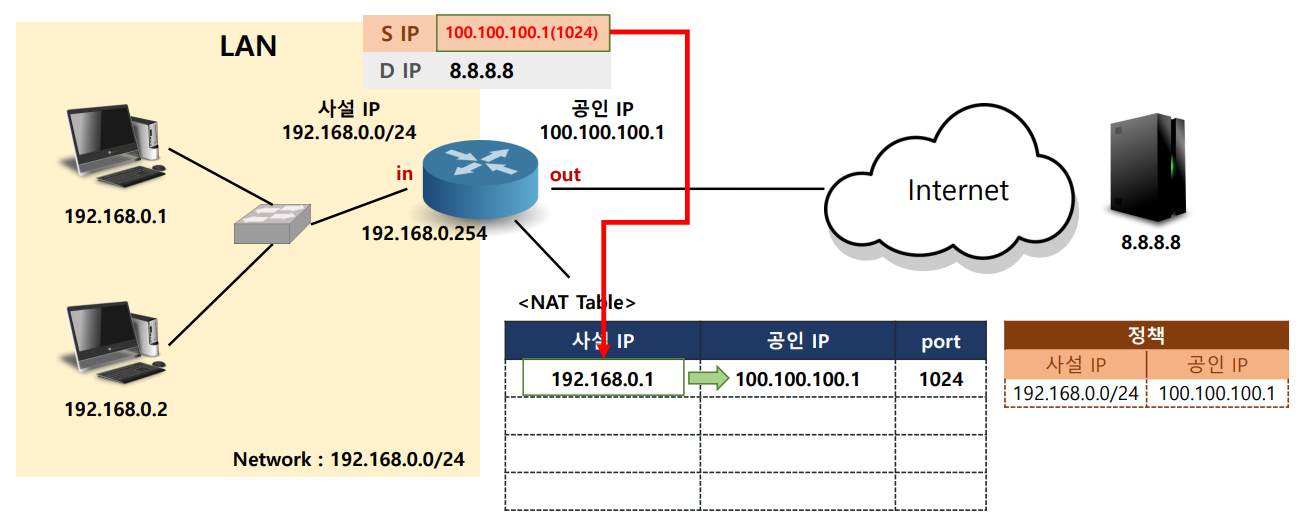 LAN
S IP 100.100.100.1(1024)
D IP 8.8.8.8
사설 IP
192.168.0.0/24
공인 IP
100.100.100.1
in
out
192.168.0.1
192.168.0.254
Internet
8.8.8.8
192.168.0.2
Network : 192.168.0.0/24
<NAT Table>
사설 IP 공인 IP port
192.168.0.1 100.100.100.1 1024
정책
사설 IP 공인 IP
192.168.0.0/24 100.100.100.1